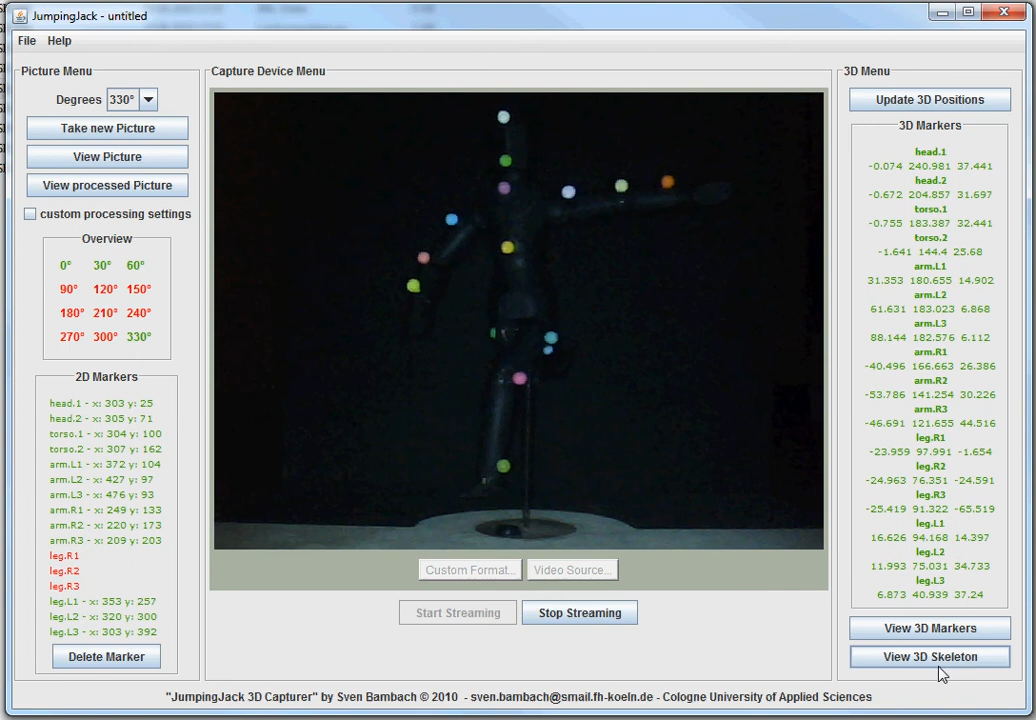 JumpingJack - untitled
File Help
Picture Menu
Degrees 330°
Take new Picture
View Picture
View processed Picture
custom processing settings
Overview
0° 30° 60°
90° 120° 150°
180° 210° 240°
270° 300° 330°
2D Markers
head.1 - x: 303 y: 25
head.2 - x: 305 y: 71
torso.1 - x: 304 y: 100
torso.2 - x: 307 y: 162
arm.L1 - x: 372 y: 104
arm.L2 - x: 427 y: 97
arm.L3 - x: 476 y: 93
arm.R1 - x: 249 y: 133
arm.R2 - x: 220 y: 173
arm.R3 - x: 209 y: 203
leg.R1
leg.R2
leg.R3
leg.L1 - x: 353 y: 257
leg.L2 - x: 320 y: 300
leg.L3 - x: 303 y: 392
Delete Marker
Capture Device Menu
Custom Format...
Video Source...
Start Streaming
Stop Streaming
3D Menu
Update 3D Positions
3D Markers
head.1
-0.074 240.981 37.441
head.2
-0.672 204.857 31.697
torso.1
-0.755 183.387 32.441
torso.2
-1.641 144.4 25.68
arm.L1
31.353 180.655 14.902
arm.L2
61.631 183.023 6.868
arm.L3
88.144 182.576 6.112
arm.R1
-40.496 166.663 26.386
arm.R2
-53.786 141.254 30.226
arm.R3
-46.691 121.655 44.516
leg.R1
-23.959 97.991 -1.654
leg.R2
-24.963 76.351 -24.591
leg.R3
-25.419 91.322 -65.519
leg.L1
16.626 94.168 14.397
leg.L2
11.993 75.031 34.733
leg.L3
6.873 40.939 37.24
View 3D Markers
View 3D Skeleton
"JumpingJack 3D Capturer" by Sven Bambach © 2010 - sven.bambach@smail.fh-koeln.de - Cologne University of Applied Sciences